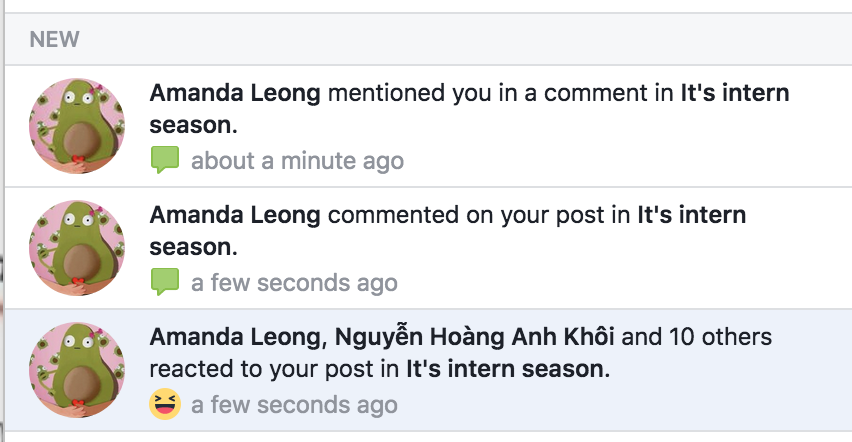 NEW
Amanda Leong mentioned you in a comment in It's intern
season.
about a minute ago
Amanda Leong commented on your post in It's intern
season.
a few seconds ago
Amanda Leong, Nguyễn Hoàng Anh Khôi and 10 others
reacted to your post in It's intern season.
a few seconds ago